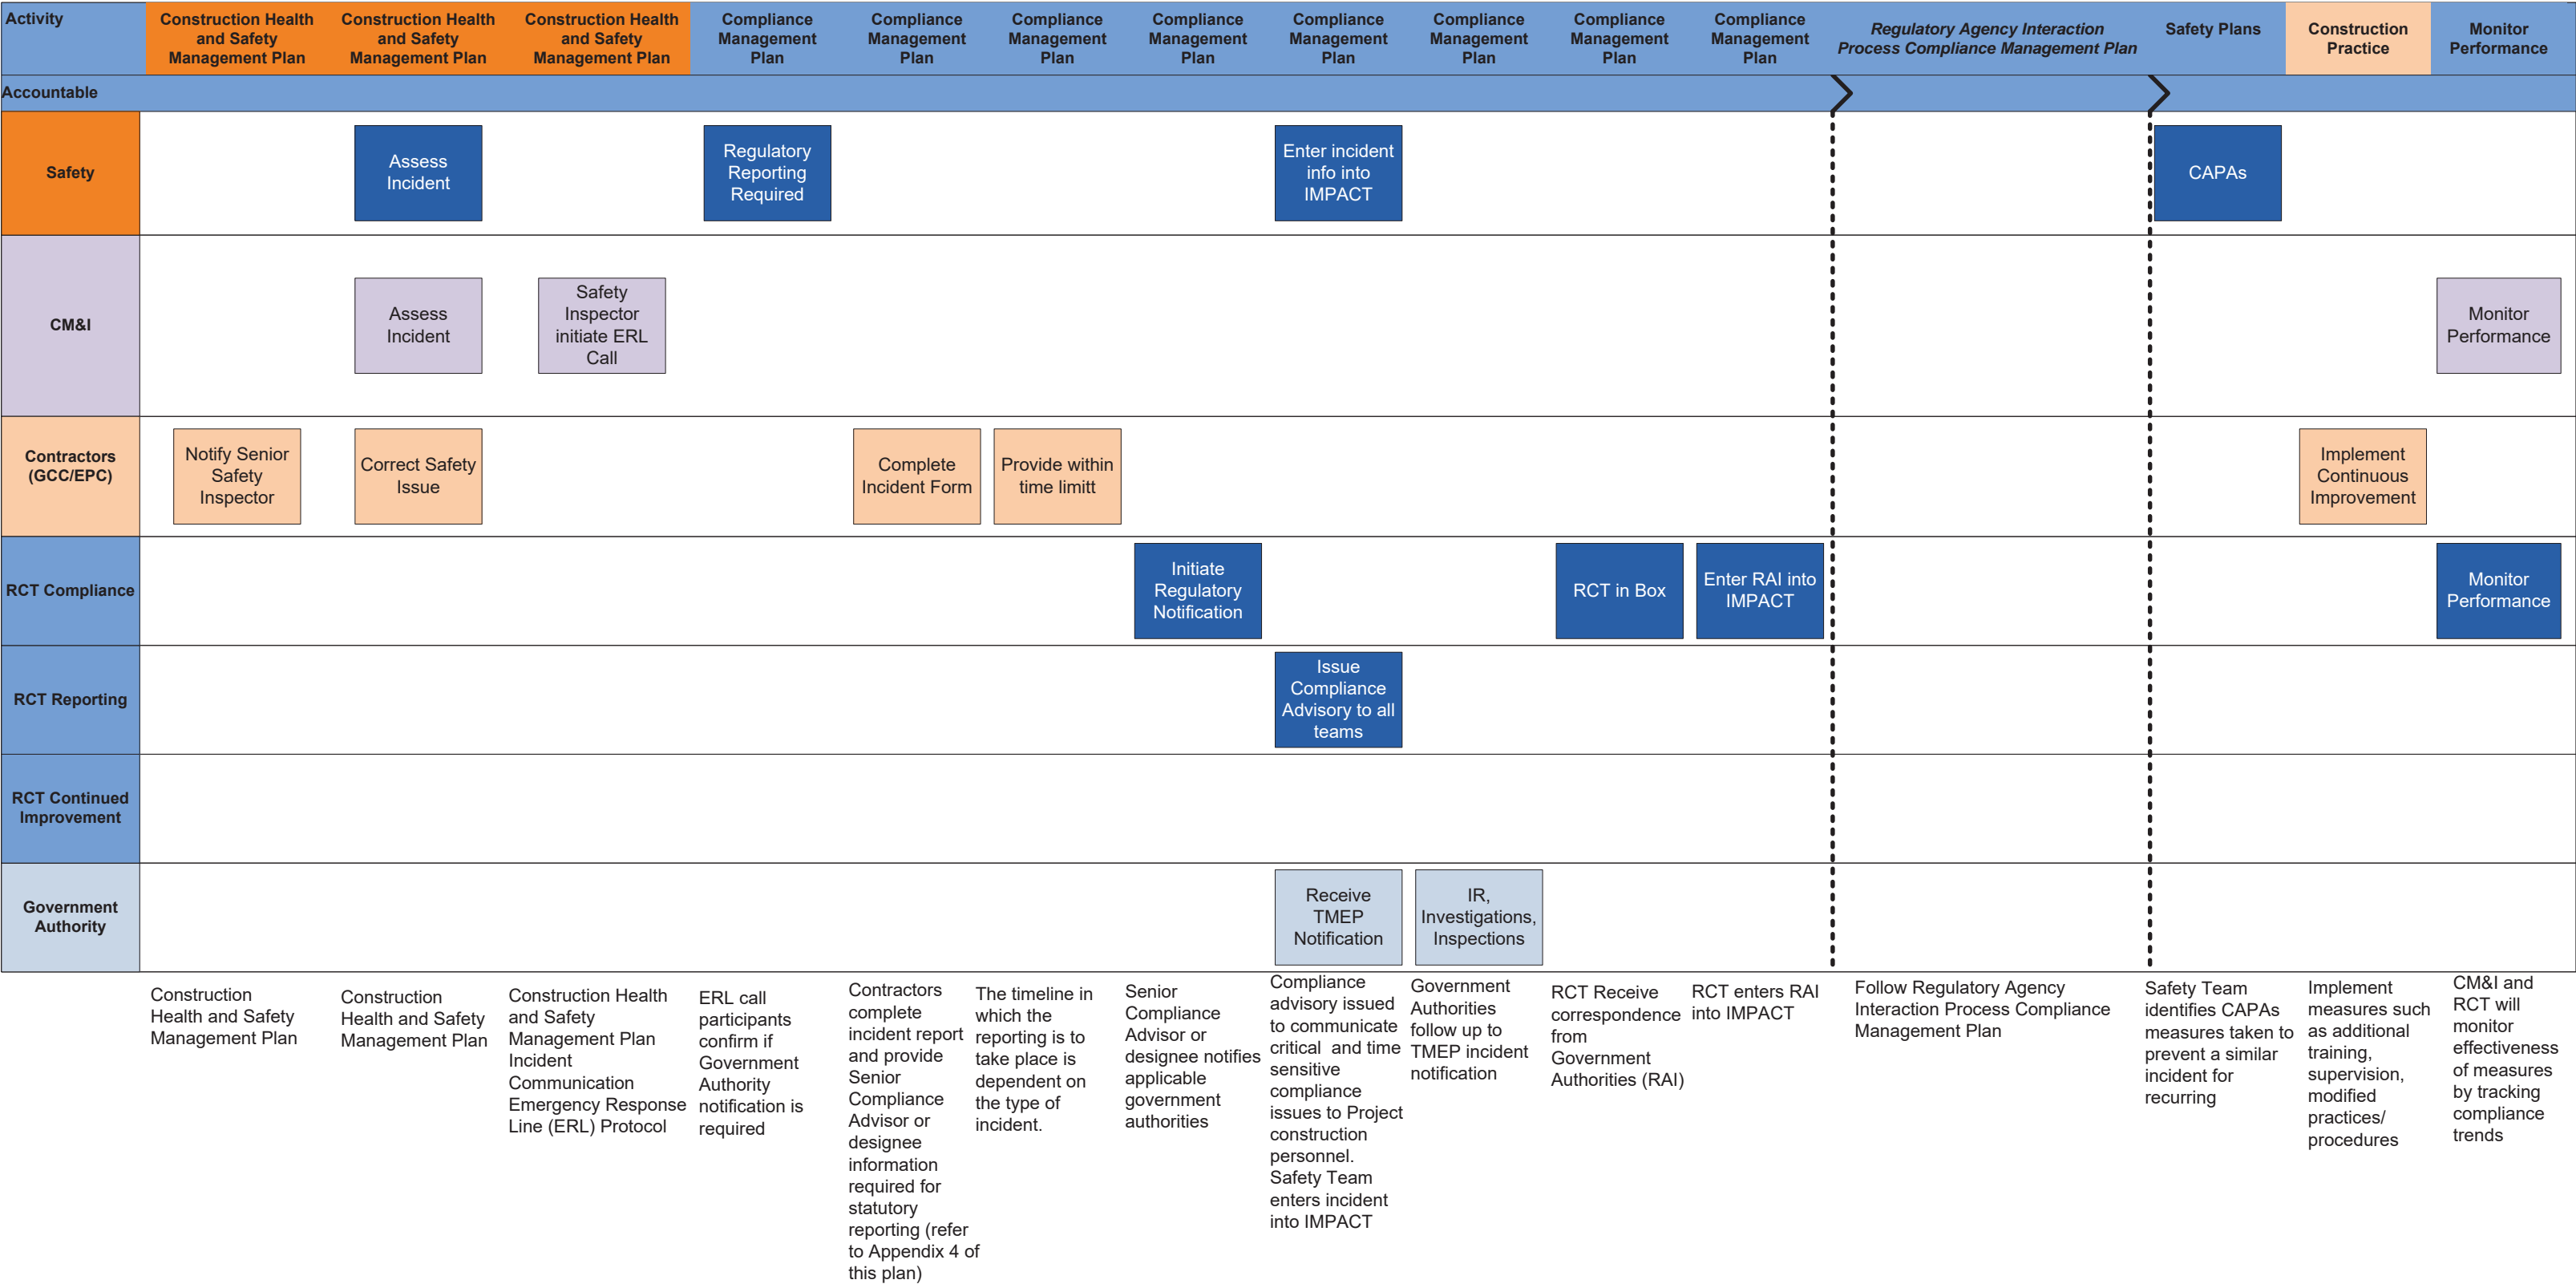 Activity
Construction Health
and Safety
Management Plan
Construction Health
and Safety
Management Plan
Construction Health
and Safety
Management Plan
Compliance
Management
Plan
Compliance
Management
Plan
Compliance
Management
Plan
Compliance
Management
Plan
Compliance
Management
Plan
Compliance
Management
Plan
Compliance
Management
Plan
Compliance
Management
Plan
Regulatory Agency Interaction
Process Compliance Management Plan
Safety Plans
Construction
Practice
Monitor
Performance
Accountable
Safety
Assess
Incident
Regulatory
Reporting
Required
Enter incident
info into
IMPACT
CAPAs
CM&I
Assess
Incident
Safety
Inspector
initiate ERL
Call
Monitor
Performance
Contractors
(GCC/EPC)
Notify Senior
Safety
Inspector
Correct Safety
Issue
Complete
Incident Form
Provide within
time limitt
Implement
Continuous
Improvement
RCT Compliance
Initiate
Regulatory
Notification
RCT in Box
Enter RAI into
IMPACT
Monitor
Performance
RCT Reporting
Issue
Compliance
Advisory to all
teams
RCT Continued
Improvement
Government
Authority
Receive
TMEP
Notification
IR,
Investigations,
Inspections
Construction
Health and Safety
Management Plan
Construction
Health and Safety
Management Plan
Construction Health
and Safety
Management Plan
Incident
Communication
Emergency Response
Line (ERL) Protocol
ERL call
participants
confirm if
Government
Authority
notification is
required
Contractors
complete
incident report
and provide
Senior
Compliance
Advisor or
designee
information
required for
statutory
reporting (refer
to Appendix 4 of
this plan)
The timeline in
which the
reporting is to
take place is
dependent on
the type of
incident.
Senior
Compliance
Advisor or
designee notifies
applicable
government
authorities
Compliance
advisory issued
to communicate
critical and time
sensitive
compliance
issues to Project
construction
personnel.
Safety Team
enters incident
into IMPACT
Government
Authorities
follow up to
TMEP incident
notification
RCT Receive
correspondence
from
Government
Authorities (RAI)
RCT enters RAI
into IMPACT
Follow Regulatory Agency
Interaction Process Compliance
Management Plan
Safety Team
identifies CAPAs
measures taken to
prevent a similar
incident for
recurring
Implement
measures such
as additional
training,
supervision,
modified
practices/
procedures
CM&I and
RCT will
monitor
effectiveness
of measures
by tracking
compliance
trends